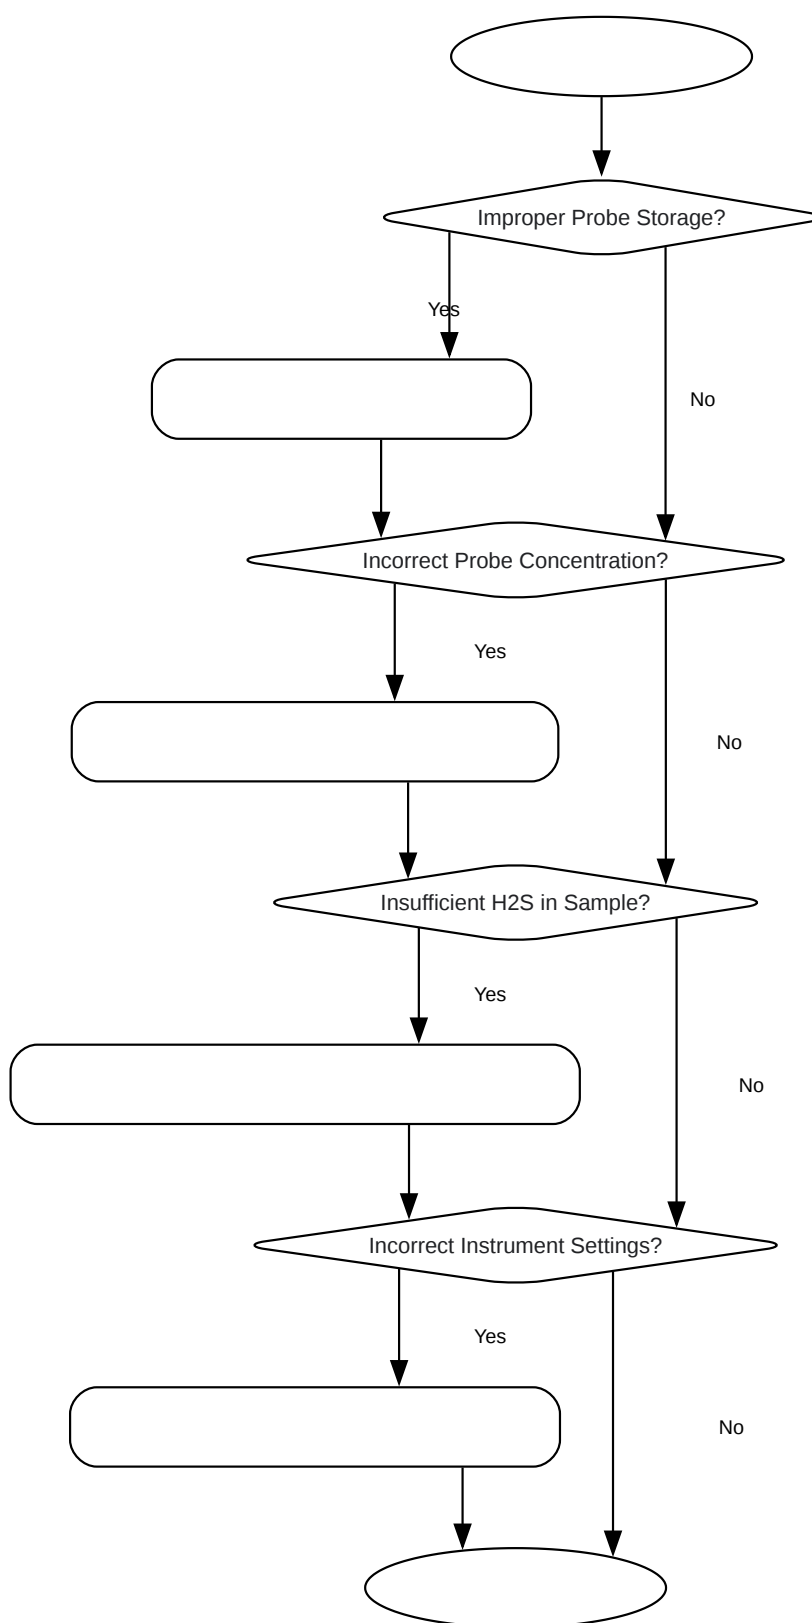 Improper Probe Storage?
Yes
No
Incorrect Probe Concentration?
Yes
No
Insufficient H2S in Sample?
Yes
No
Incorrect Instrument Settings?
Yes
No